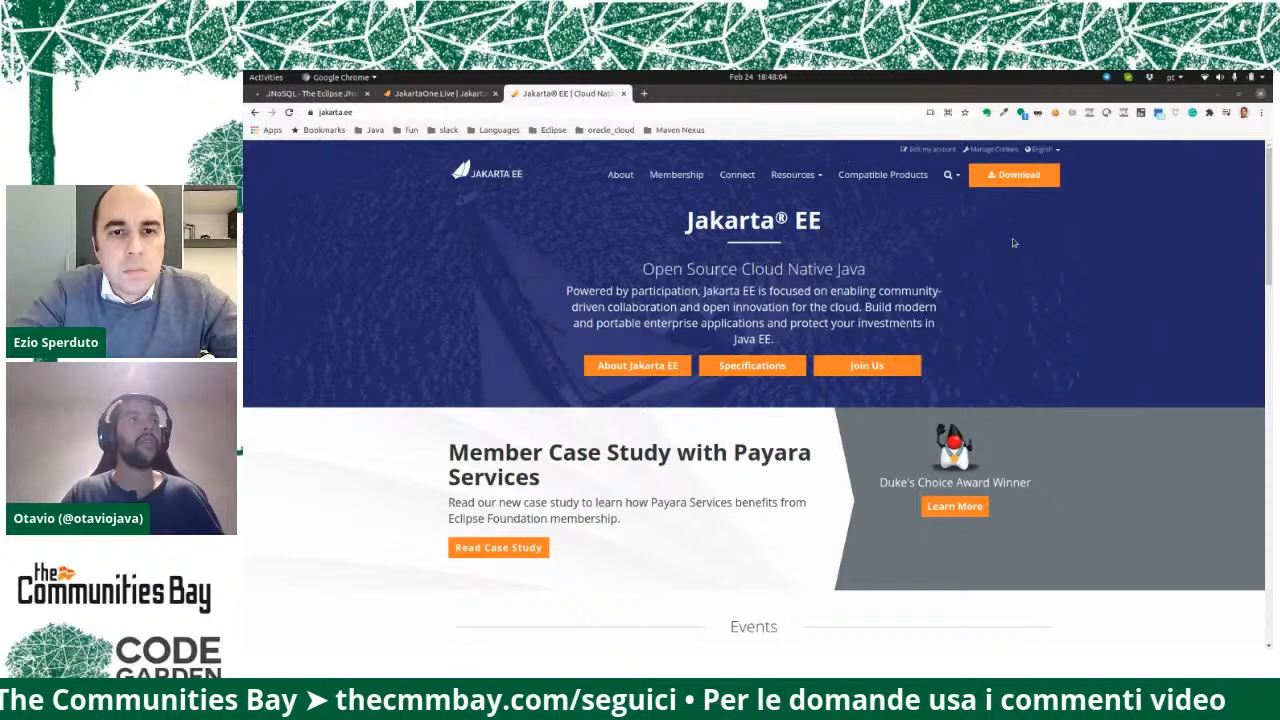 Activities
Google Chrome
Feb 24 18:48:04
pt
JNoSQL - The Eclipse JNo
JakartaOne Live | Jakarta
Jakarta® EE | Cloud Nati
jakarta.ee
Apps
Bookmarks
Java
fun
slack
Languages
Eclipse
oracle_cloud
Maven Nexus
Edit my account
Manage Cookies
English
JAKARTA EE
About
Membership
Connect
Resources
Compatible Products
Download
Jakarta® EE
Open Source Cloud Native Java
Powered by participation, Jakarta EE is focused on enabling community-
driven collaboration and open innovation for the cloud. Build modern
and portable enterprise applications and protect your investments in
Java EE.
About Jakarta EE
Specifications
Join Us
Member Case Study with Payara
Services
Read our new case study to learn how Payara Services benefits from
Eclipse Foundation membership.
Read Case Study
Duke's Choice Award Winner
Learn More
Events
Ezio Sperduto
Otavio (@otaviojava)
the
Communities Bay
CODE
GARDEN
The Communities Bay ➤ thecmmbay.com/seguici • Per le domande usa i commenti video